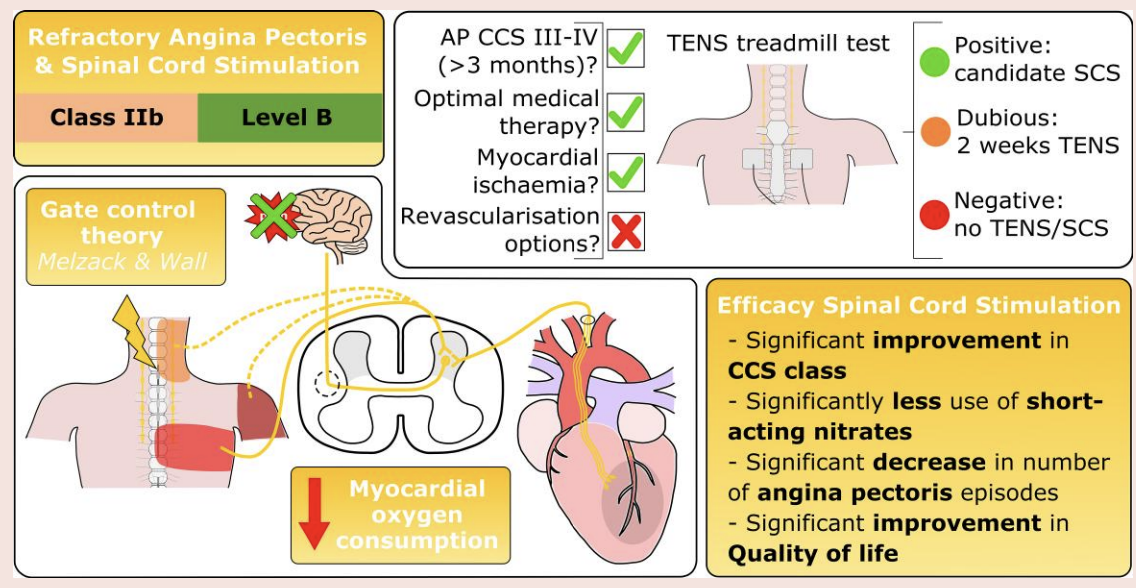 Refractory Angina Pectoris
& Spinal Cord Stimulation
Class IIb
Level B
AP CCS III-IV
(>3 months)?
Optimal medical
therapy?
Myocardial
ischaemia?
Revascularisation
options?
TENS treadmill test
Positive:
candidate SCS
Dubious:
2 weeks TENS
Negative:
no TENS/SCS
Gate control
theory
Melzack & Wall
Myocardial
oxygen
consumption
Efficacy Spinal Cord Stimulation
- Significant improvement in
CCS class
- Significantly less use of short-
acting nitrates
- Significant decrease in number
of angina pectoris episodes
- Significant improvement in
Quality of life